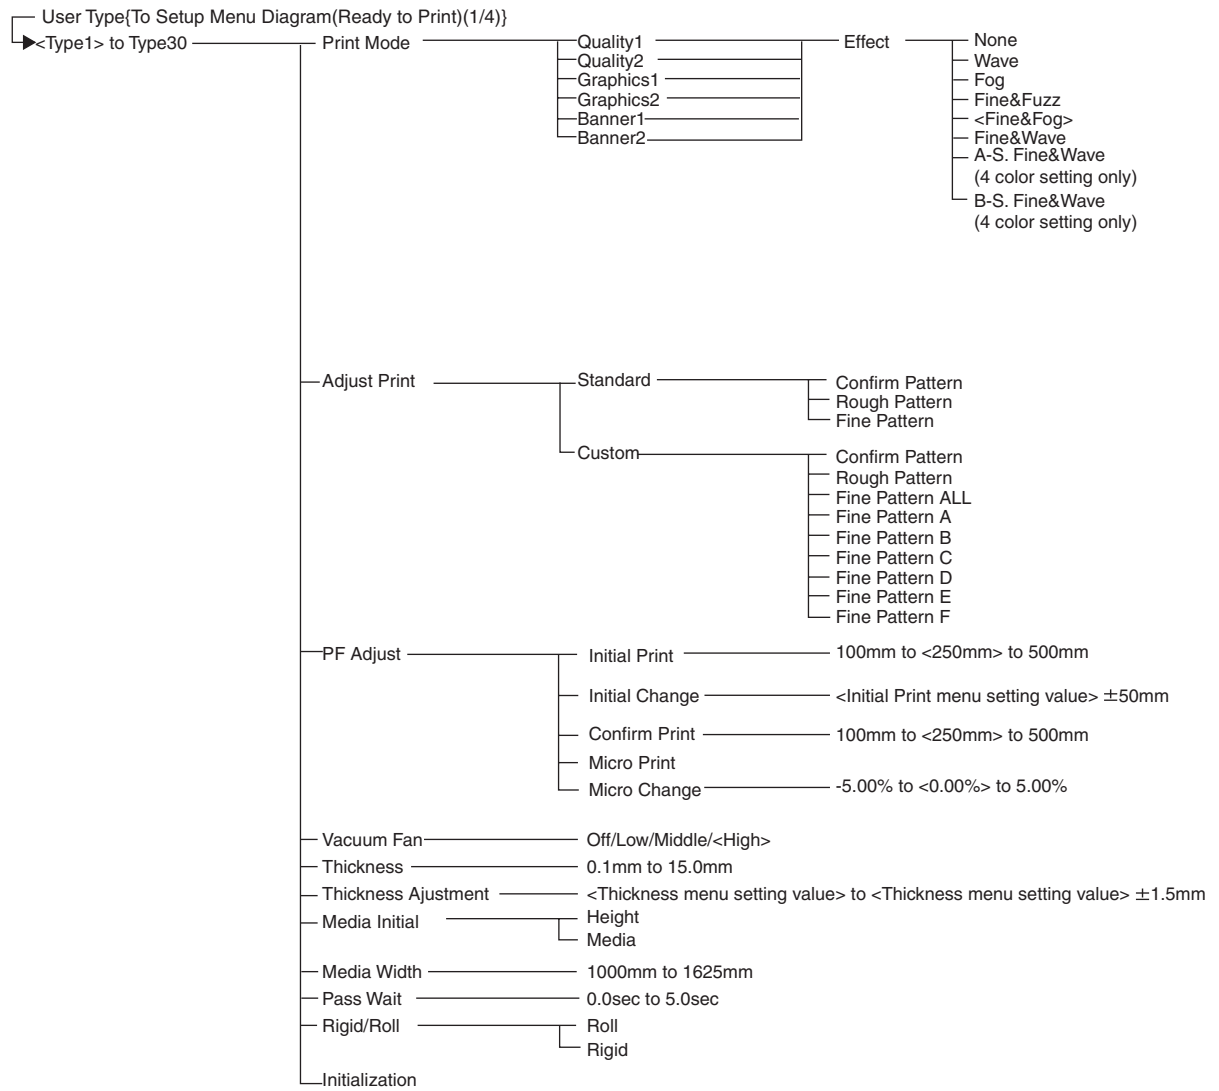 User Type{To Setup Menu Diagram(Ready to Print)(1/4)}
<Type1> to Type30
Print Mode
Quality1
Quality2
Graphics1
Graphics2
Banner1
Banner2
Effect
None
Wave
Fog
Fine&Fuzz
<Fine&Fog>
Fine&Wave
A-S. Fine&Wave
(4 color setting only)
B-S. Fine&Wave
(4 color setting only)
Adjust Print
Standard
Confirm Pattern
Rough Pattern
Fine Pattern
Custom
Confirm Pattern
Rough Pattern
Fine Pattern ALL
Fine Pattern A
Fine Pattern B
Fine Pattern C
Fine Pattern D
Fine Pattern E
Fine Pattern F
PF Adjust
Initial Print
100mm to <250mm> to 500mm
Initial Change
<Initial Print menu setting value> ±50mm
Confirm Print
100mm to <250mm> to 500mm
Micro Print
Micro Change
-5.00% to <0.00%> to 5.00%
Vacuum Fan
Off/Low/Middle/<High>
Thickness
0.1mm to 15.0mm
Thickness Ajustment
<Thickness menu setting value> to <Thickness menu setting value> ±1.5mm
Media Initial
Height
Media
Media Width
1000mm to 1625mm
Pass Wait
0.0sec to 5.0sec
Rigid/Roll
Roll
Rigid
Initialization